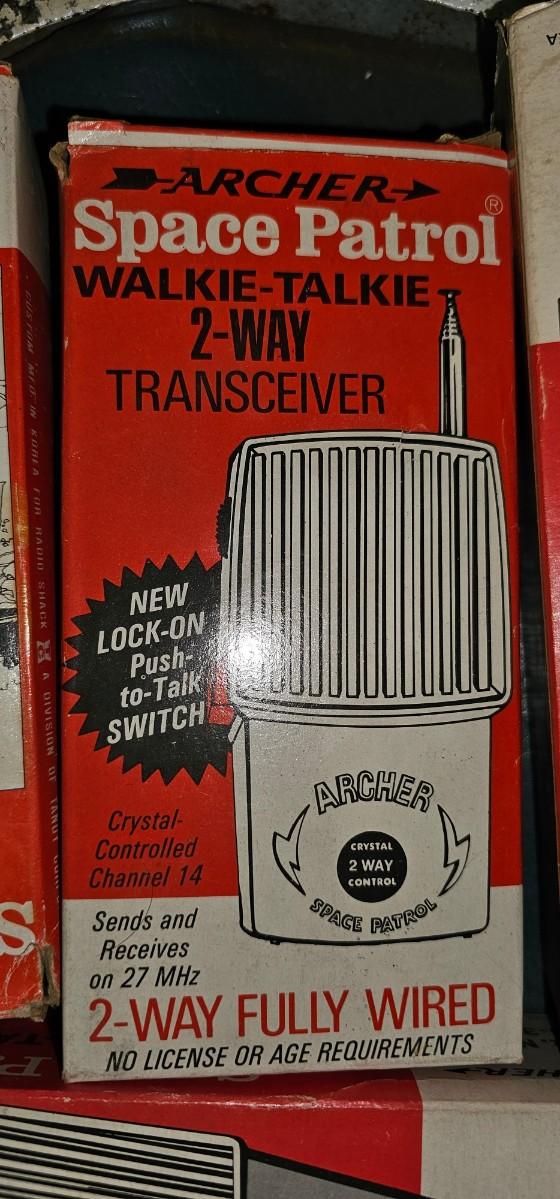 ARCHER
Space Patrol®
WALKIE-TALKIE
2-WAY
TRANSCEIVER
NEW
LOCK-ON
Push-
to-Talk
SWITCH
Crystal-
Controlled
Channel 14
Sends and
Receives
on 27 MHz
ARCHER
CRYSTAL
2 WAY
CONTROL
SPACE PATROL
2-WAY FULLY WIRED
NO LICENSE OR AGE REQUIREMENTS
CUSTOM MFD. IN KOREA FOR RADIO SHACK A DIVISION OF TANDY
S